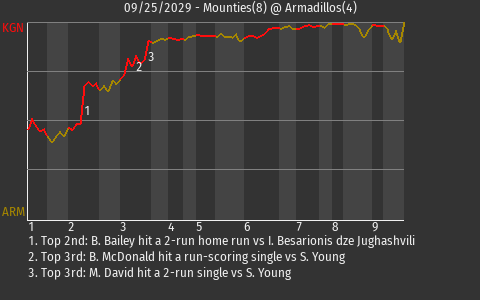 09/25/2029 - Mounties(8) @ Armadillos(4)
KGN
3
2
1
ARM
1 2 3 4 5 6 7 8 9
1. Top 2nd: B. Bailey hit a 2-run home run vs I. Besarionis dze Jughashvili
2. Top 3rd: B. McDonald hit a run-scoring single vs S. Young
3. Top 3rd: M. David hit a 2-run single vs S. Young